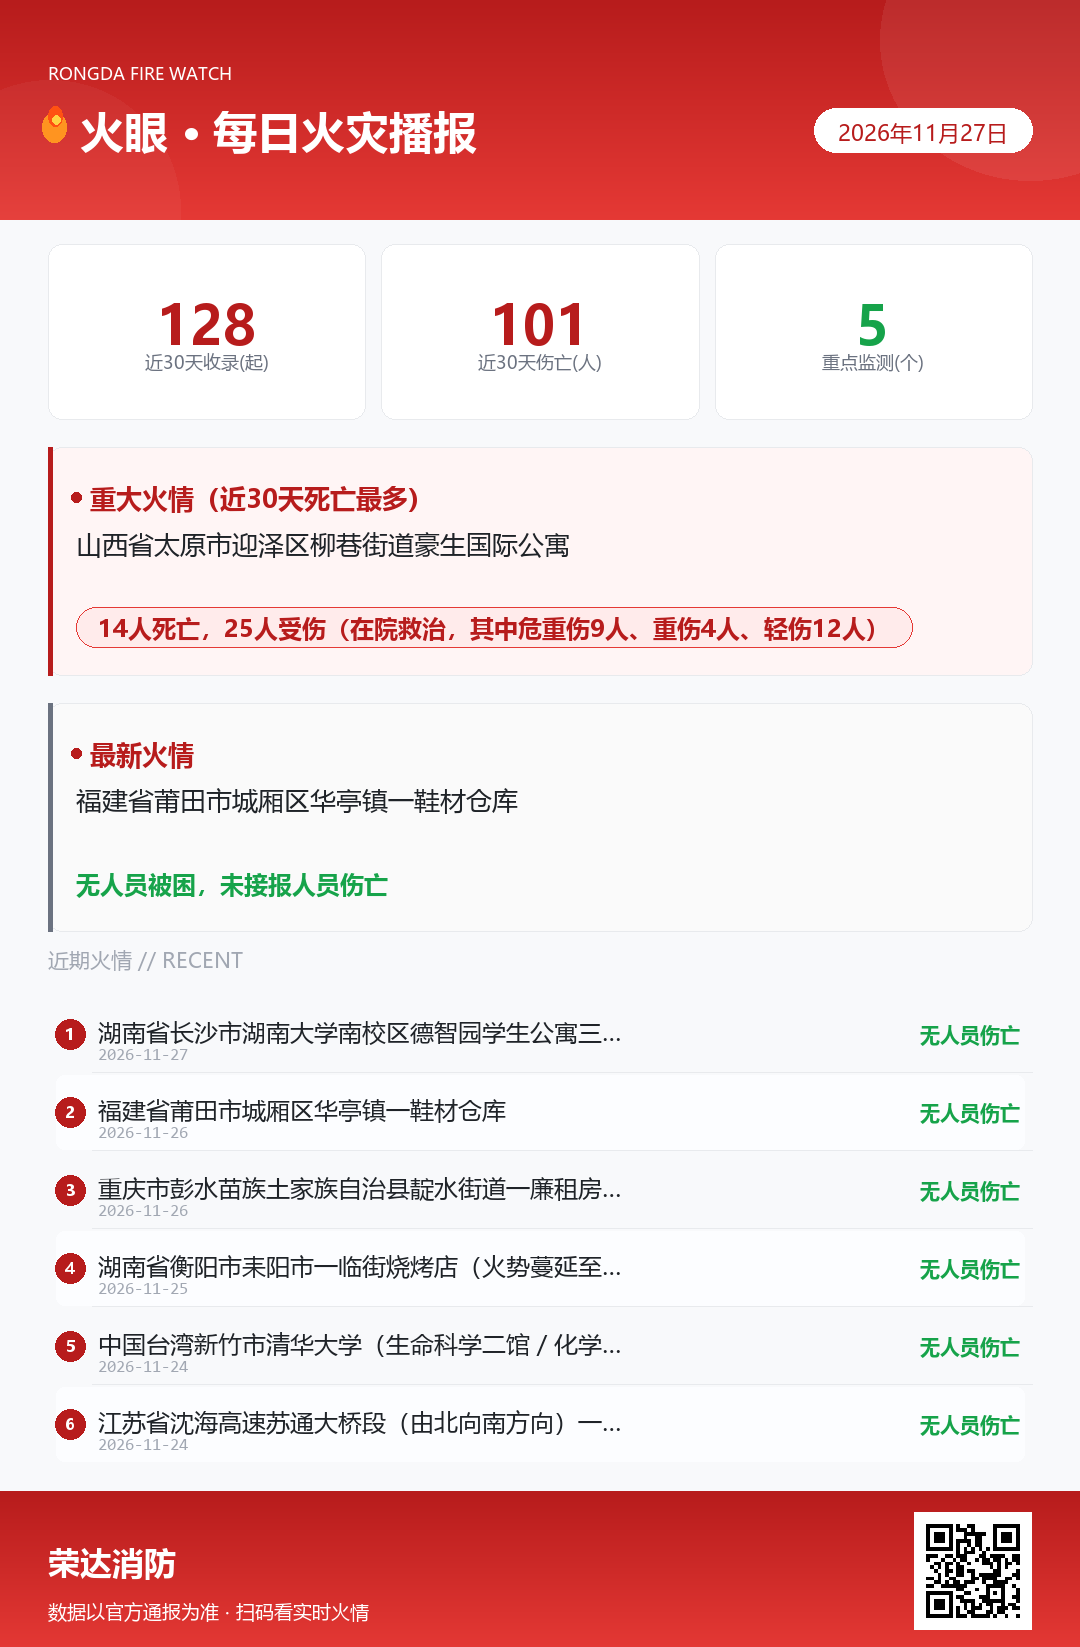 RONGDA FIRE WATCH
火眼·每日火灾播报
2026年11月27日
128
近30天收录(起)
101
近30天伤亡(人)
5
重点监测(个)
重大火情（近30天死亡最多）
山西省太原市迎泽区柳巷街道豪生国际公寓
14人死亡，25人受伤（在院救治，其中危重伤9人、重伤4人、轻伤12人）
最新火情
福建省莆田市城厢区华亭镇一鞋材仓库
无人员被困，未接报人员伤亡
近期火情 // RECENT
1 湖南省长沙市湖南大学南校区德智园学生公寓三... 无人员伤亡
2026-11-27
2 福建省莆田市城厢区华亭镇一鞋材仓库 无人员伤亡
2026-11-26
3 重庆市彭水苗族土家族自治县靛水街道一廉租房... 无人员伤亡
2026-11-26
4 湖南省衡阳市耒阳市一临街烧烤店（火势蔓延至... 无人员伤亡
2026-11-25
5 中国台湾新竹市清华大学（生命科学二馆 / 化学... 无人员伤亡
2026-11-24
6 江苏省沈海高速苏通大桥段（由北向南方向）一... 无人员伤亡
2026-11-24
荣达消防
数据以官方通报为准 · 扫码看实时火情